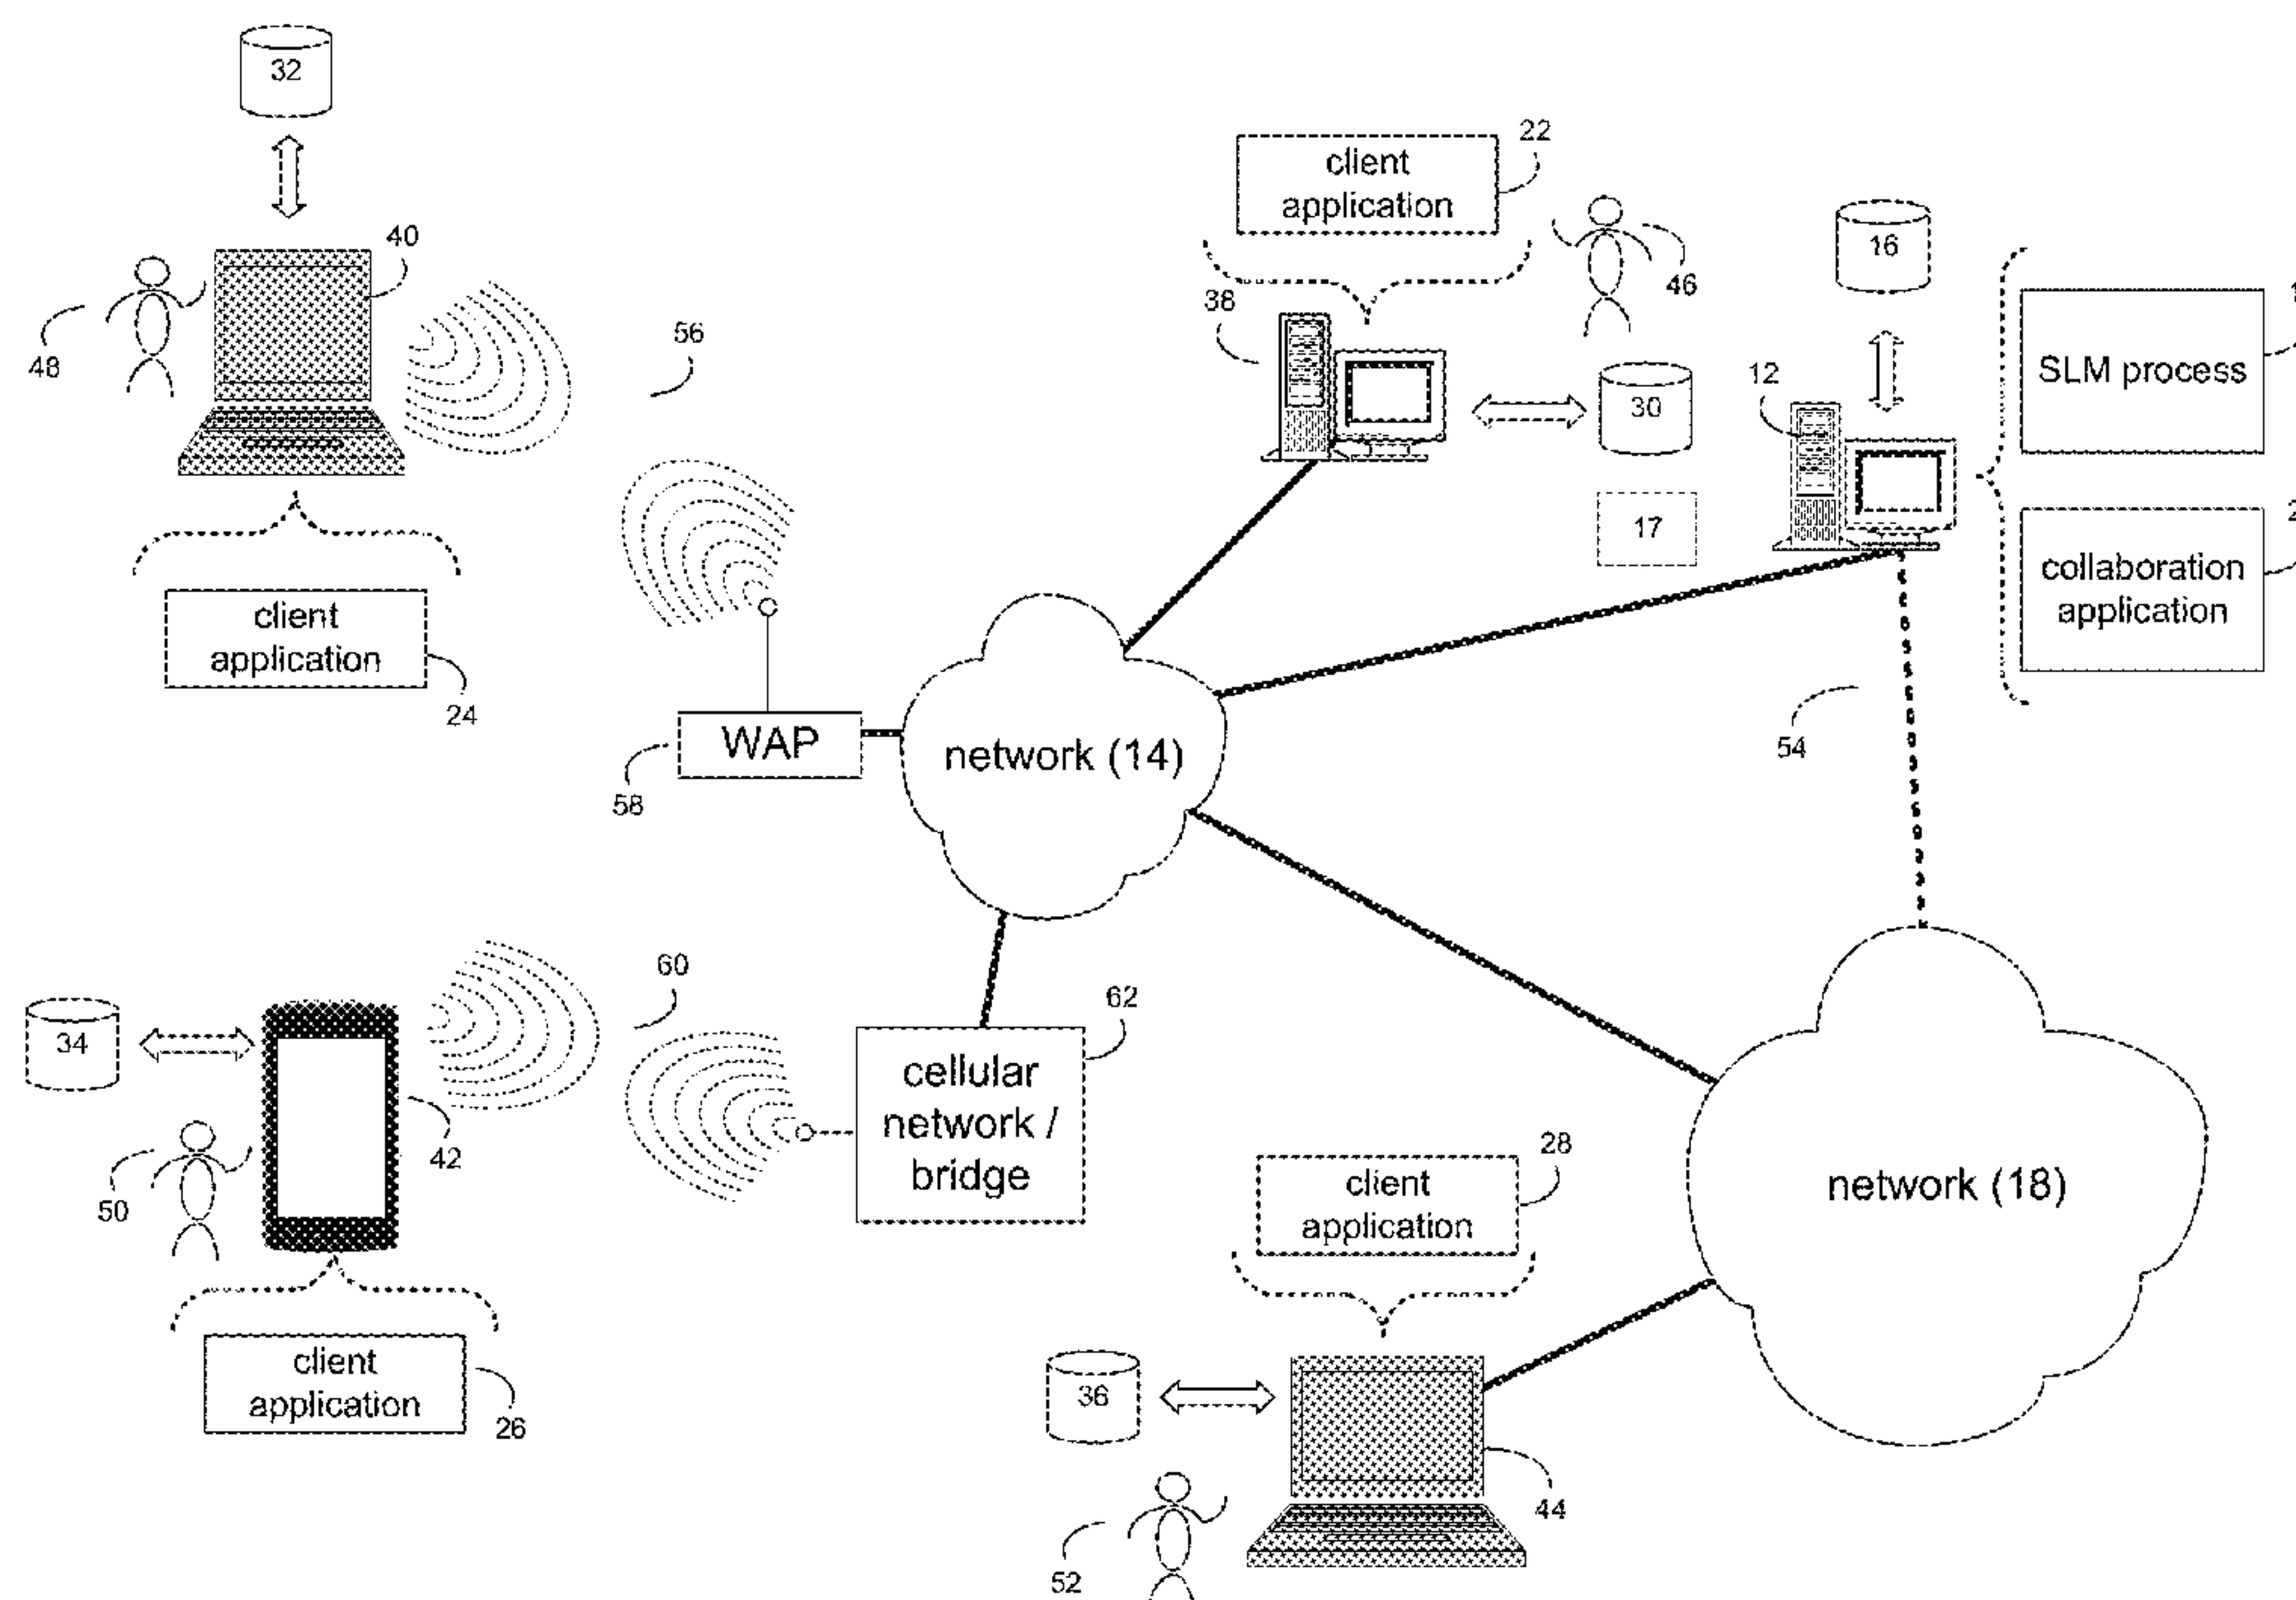 32
22
client
application
16
40
46
38
48
56
SLM process
12
30
17
client
application
24
collaboration
application
WAP
network (14)
54
58
60
62
34
cellular
network /
bridge
42
28
50
client
application
network (18)
client
application
26
36
44
52